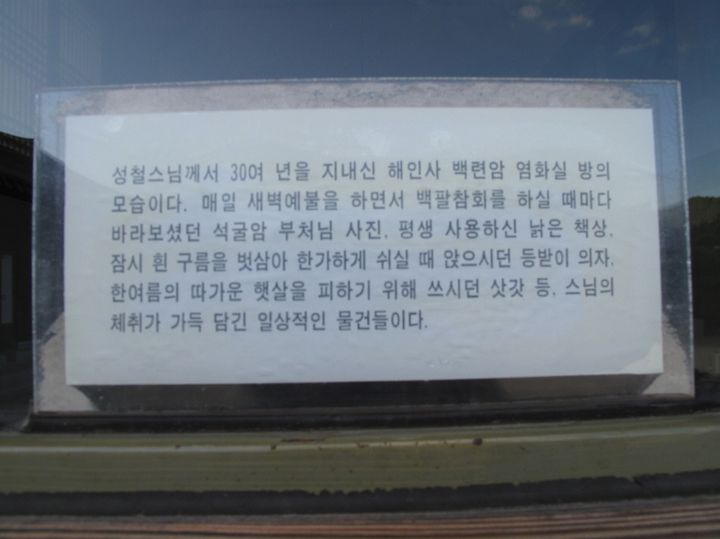 성철스님께서 30여 년을 지내신 해인사 백련암 염화실 방의
모습이다. 매일 새벽예불을 하면서 백팔참회를 하실 때마다
바라보셨던 석굴암 부처님 사진, 평생 사용하신 낡은 책상,
잠시 흰 구름을 벗삼아 한가하게 쉬실 때 앉으시던 등받이 의자,
한여름의 따가운 햇살을 피하기 위해 쓰시던 삿갓 등, 스님의
체취가 가득 담긴 일상적인 물건들이다.